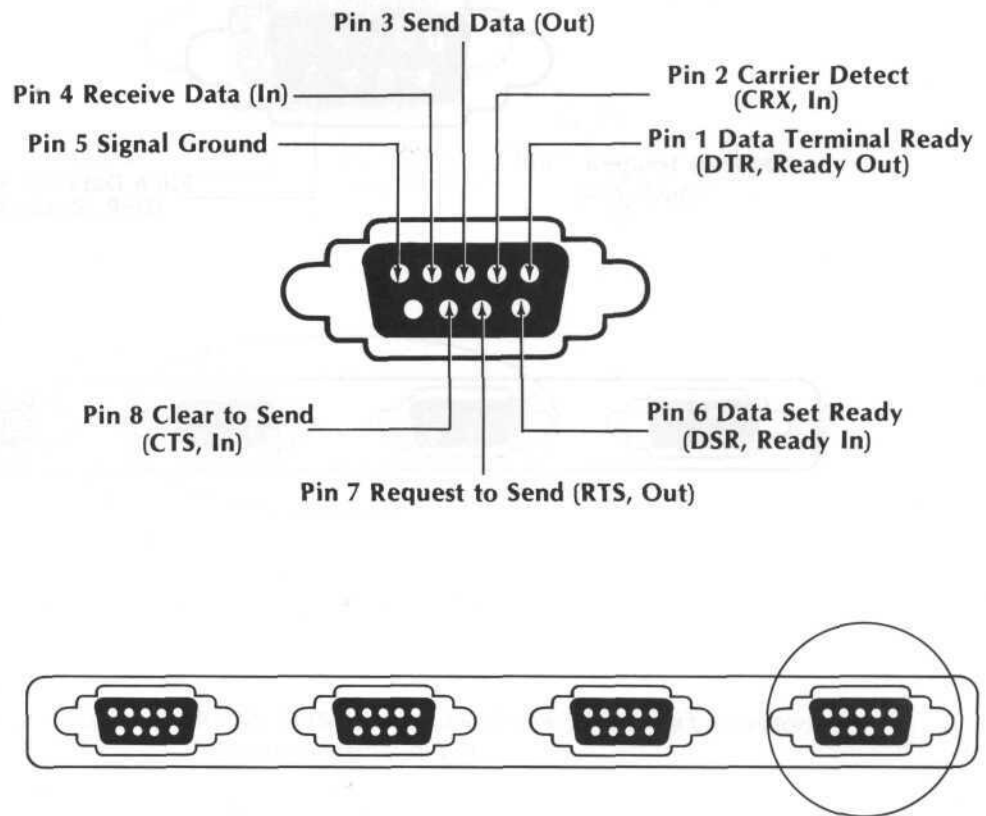 Pin 3 Send Data (Out)
Pin 4 Receive Data (In)
Pin 2 Carrier Detect
(CRX, In)
Pin 5 Signal Ground
Pin 1 Data Terminal Ready
(DTR, Ready Out)
Pin 8 Clear to Send
(CTS, In)
Pin 6 Data Set Ready
(DSR, Ready In)
Pin 7 Request to Send (RTS, Out)